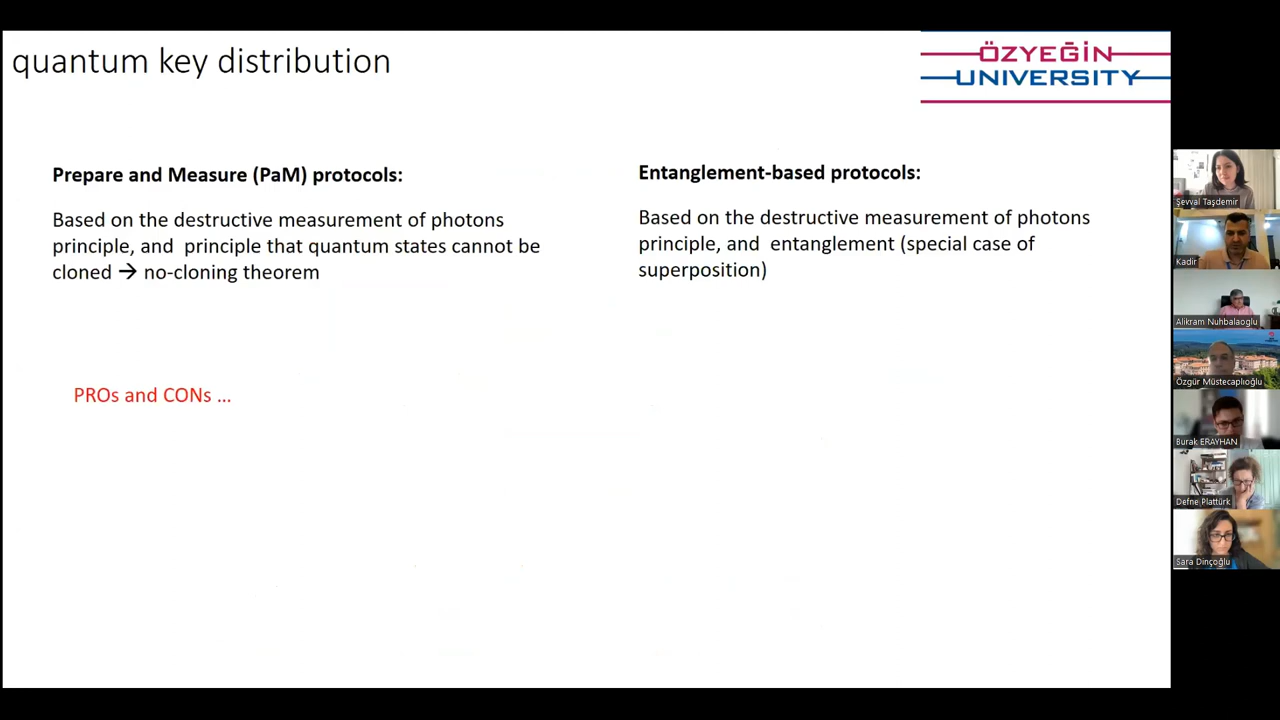 quantum key distribution
ÖZYEĞİN
UNIVERSITY
Prepare and Measure (PaM) protocols:
Based on the destructive measurement of photons
principle, and principle that quantum states cannot be
cloned → no-cloning theorem
PROs and CONs ...
Entanglement-based protocols:
Based on the destructive measurement of photons
principle, and entanglement (special case of
superposition)
Şevval Taşdemir
Kadir
Alikram Nuhbalaoglu
Özgür Müstecaplıoğlu
Burak ERAYHAN
Defne Plattürk
Sara Dinçoğlu